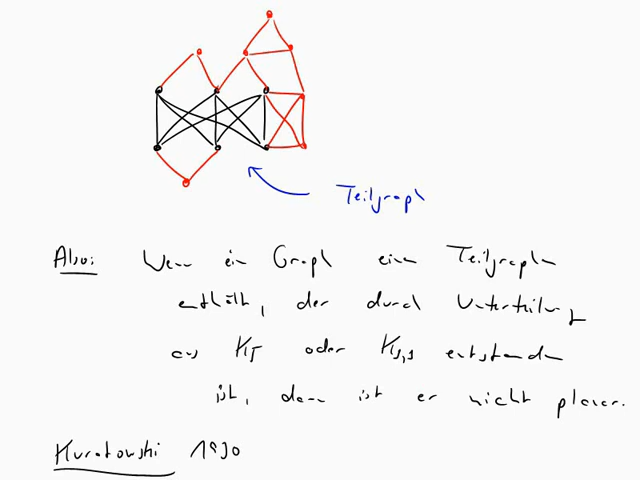 Teilgraph
Also: Wenn ein Graph einen Teilgraphen
enthält, der durch Unterteilung
aus K5 oder K3,3 entstanden
ist, dann ist er nicht planar.
Kuratowski 1930